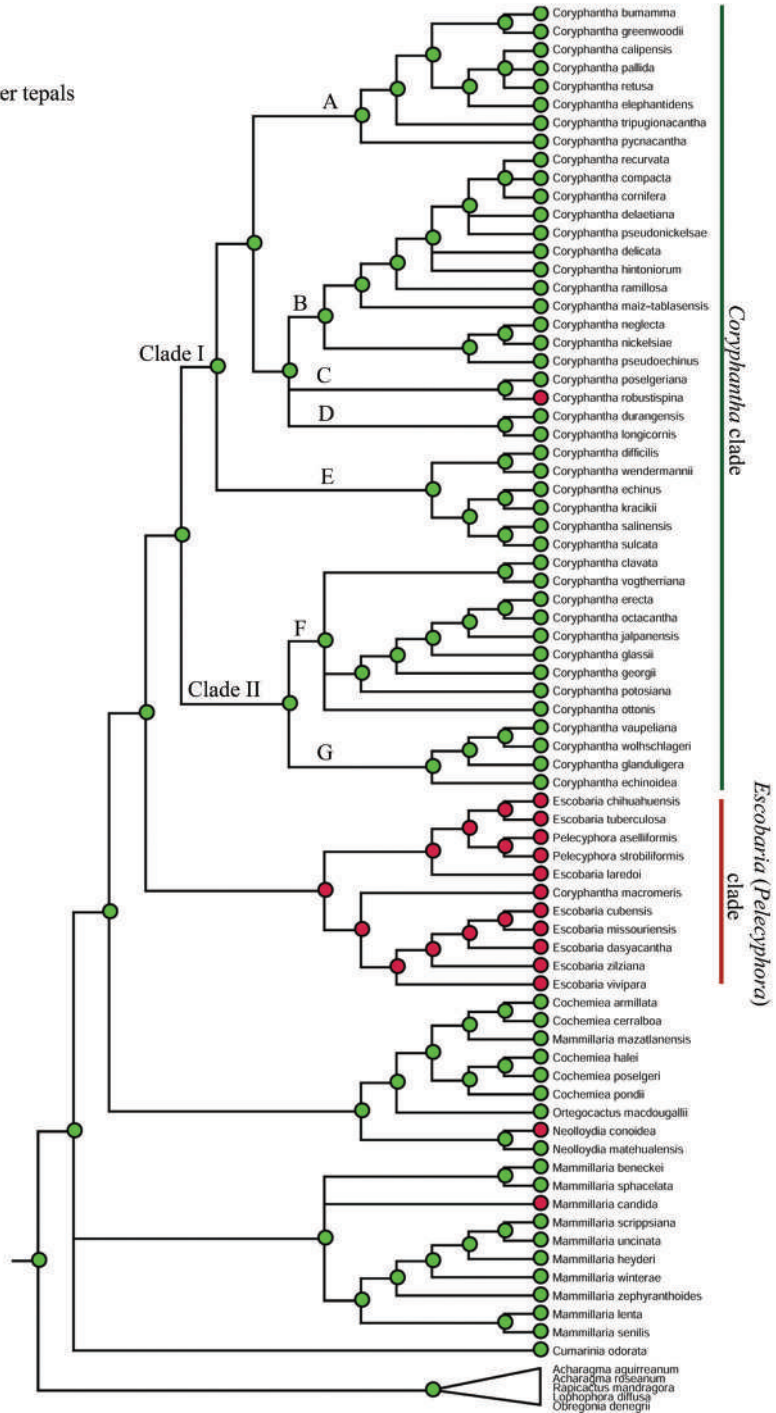 er tepals
A
B
C
D
E
F
G
Clade I
Clade II
Coryphantha bumamma
Coryphantha greenwoodii
Coryphantha calipensis
Coryphantha pallida
Coryphantha retusa
Coryphantha elephantidens
Coryphantha tripugionacantha
Coryphantha pycnacantha
Coryphantha recurvata
Coryphantha compacta
Coryphantha cornifera
Coryphantha delaetiana
Coryphantha pseudonickelsae
Coryphantha delicata
Coryphantha hintoniorum
Coryphantha ramillosa
Coryphantha maiz-tablasensis
Coryphantha neglecta
Coryphantha nickelsiae
Coryphantha pseudoechinus
Coryphantha poselgeriana
Coryphantha robustispina
Coryphantha durangensis
Coryphantha longicornis
Coryphantha difficilis
Coryphantha wendermannii
Coryphantha echinus
Coryphantha kracikii
Coryphantha salinensis
Coryphantha sulcata
Coryphantha clavata
Coryphantha vogtherriana
Coryphantha erecta
Coryphantha octacantha
Coryphantha jalpanensis
Coryphantha glassii
Coryphantha georgii
Coryphantha potosiana
Coryphantha ottonis
Coryphantha vaupeliana
Coryphantha wolhschlageri
Coryphantha glanduligera
Coryphantha echinoidea
Escobaria chihuahuensis
Escobaria tuberculosa
Pelecyphora aselliformis
Pelecyphora strobiliformis
Escobaria laredoi
Coryphantha macromeris
Escobaria cubensis
Escobaria missouriensis
Escobaria dasyacantha
Escobaria zilziana
Escobaria vivipara
Cochemiea armillata
Cochemiea cerralboa
Mammillaria mazatlanensis
Cochemiea halei
Cochemiea poselgeri
Cochemiea pondii
Ortegocactus macdougallii
Neolloydia conoidea
Neolloydia matehualensis
Mammillaria beneckei
Mammillaria sphacelata
Mammillaria candida
Mammillaria scrippsiana
Mammillaria uncinata
Mammillaria heyderi
Mammillaria winterae
Mammillaria zephyranthoides
Mammillaria lenta
Mammillaria senilis
Cumarinia odorata
Acharagma aguirreanum
Acharagma roseanum
Rapicactus mandragora
Lophophora diffusa
Obregonia denegrii
Coryphantha clade
Escobaria (Pelecyphora)
clade